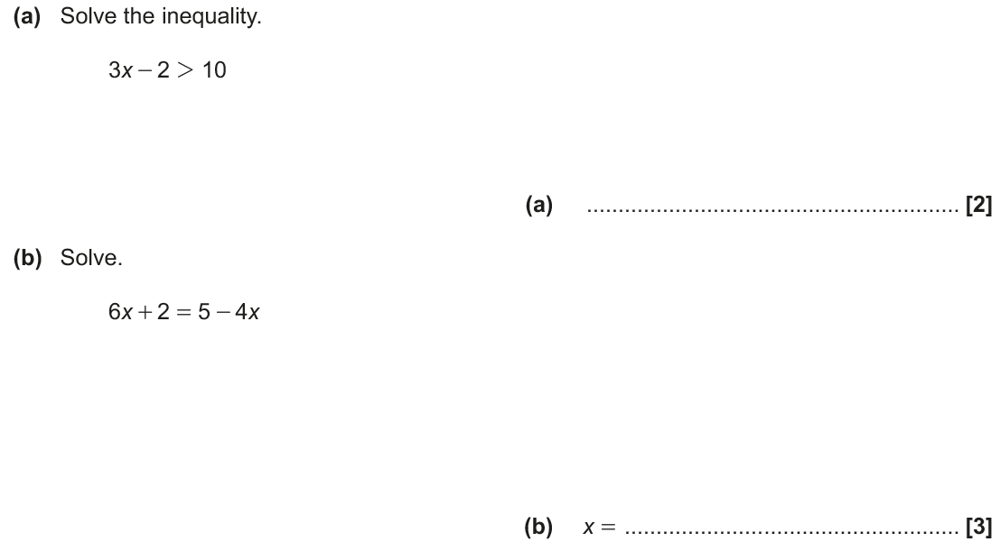 (a) Solve the inequality.
3x − 2 > 10
(a) ............................................................ [2]
(b) Solve.
6x + 2 = 5 − 4x
(b) x = ...................................................... [3]